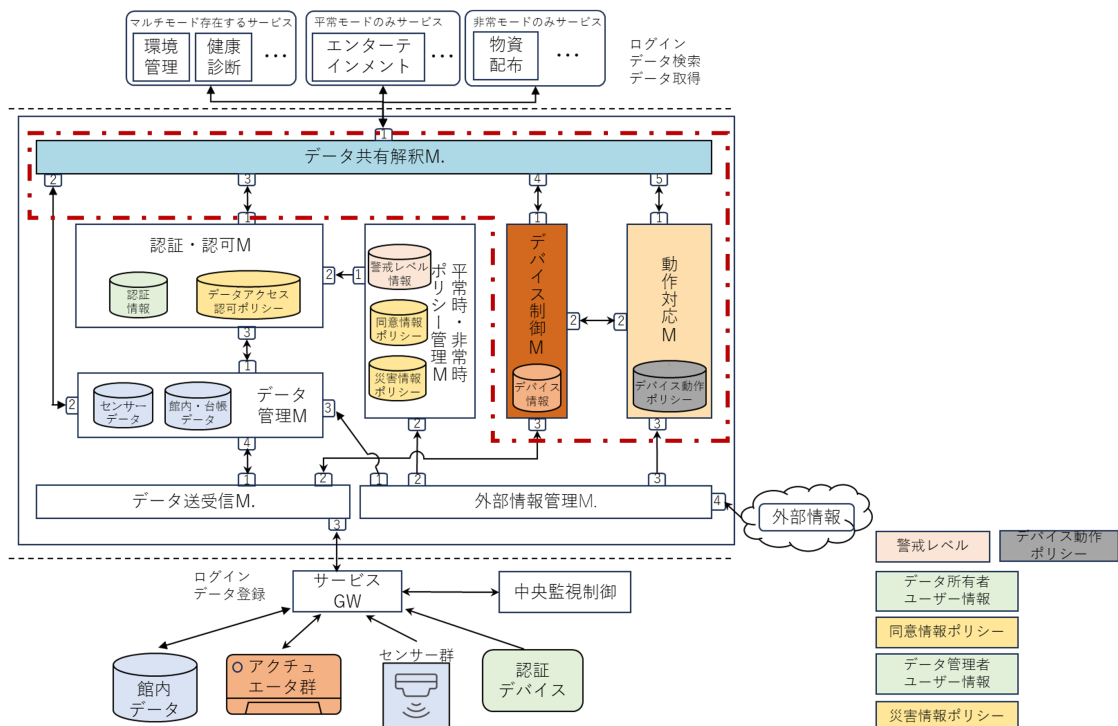 マルチモード存在するサービス
環境
管理
健康
診断
…
平常モードのみサービス
エンターテ
インメント
…
非常モードのみサービス
物資
配布
…
ログイン
データ検索
データ取得
1
データ共有解釈M.
2
3
4
5
1
認証・認可M
認証
情報
データアクセス
認可ポリシー
2
3
1
平常時・非常時
ポリシー管理M
警戒レベル
情報
同意情報
ポリシー
災害情報
ポリシー
2
1
デバイス制御M
デバイス
情報
2
3
1
動作対応M
デバイス動作
ポリシー
2
3
1
データ
管理M
センサー
データ
館内・台帳
データ
2
3
4
1
2
データ送受信M.
3
1
2
3
外部情報管理M.
4
外部情報
ログイン
データ登録
サービス
GW
中央監視制御
館内
データ
アクチュ
エータ群
センサー群
認証
デバイス
警戒レベル
デバイス動作
ポリシー
データ所有者
ユーザー情報
同意情報ポリシー
データ管理者
ユーザー情報
災害情報ポリシー